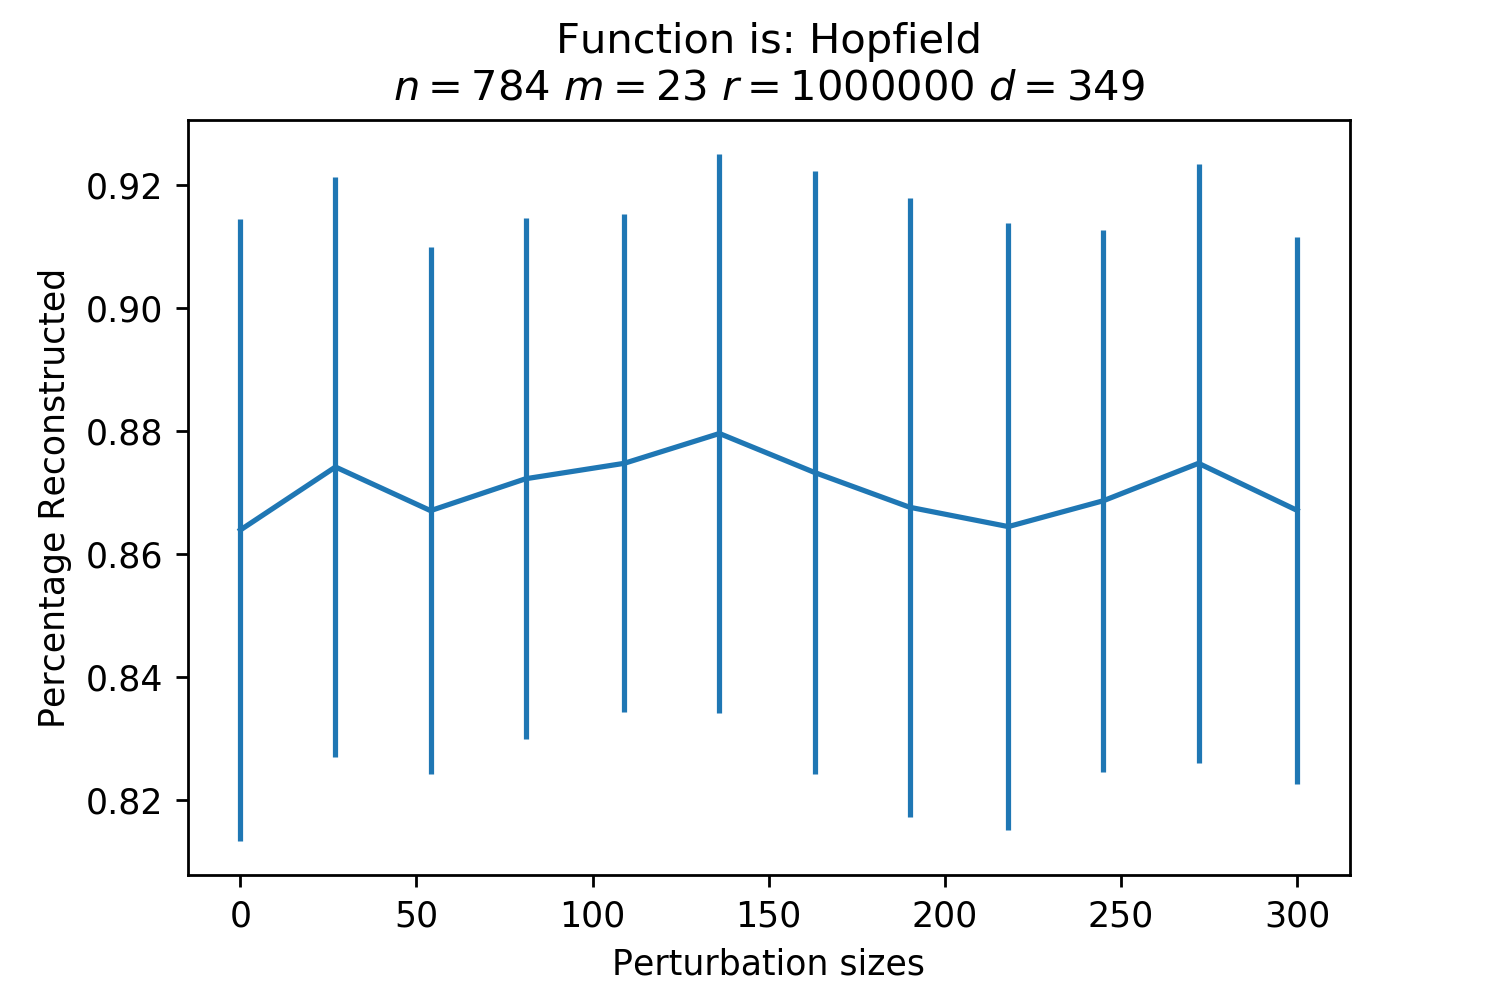 Function is: Hopfield
n = 784 m = 23 r = 1000000 d = 349
Percentage Reconstructed
0.92
0.90
0.88
0.86
0.84
0.82
0 50 100 150 200 250 300
Perturbation sizes